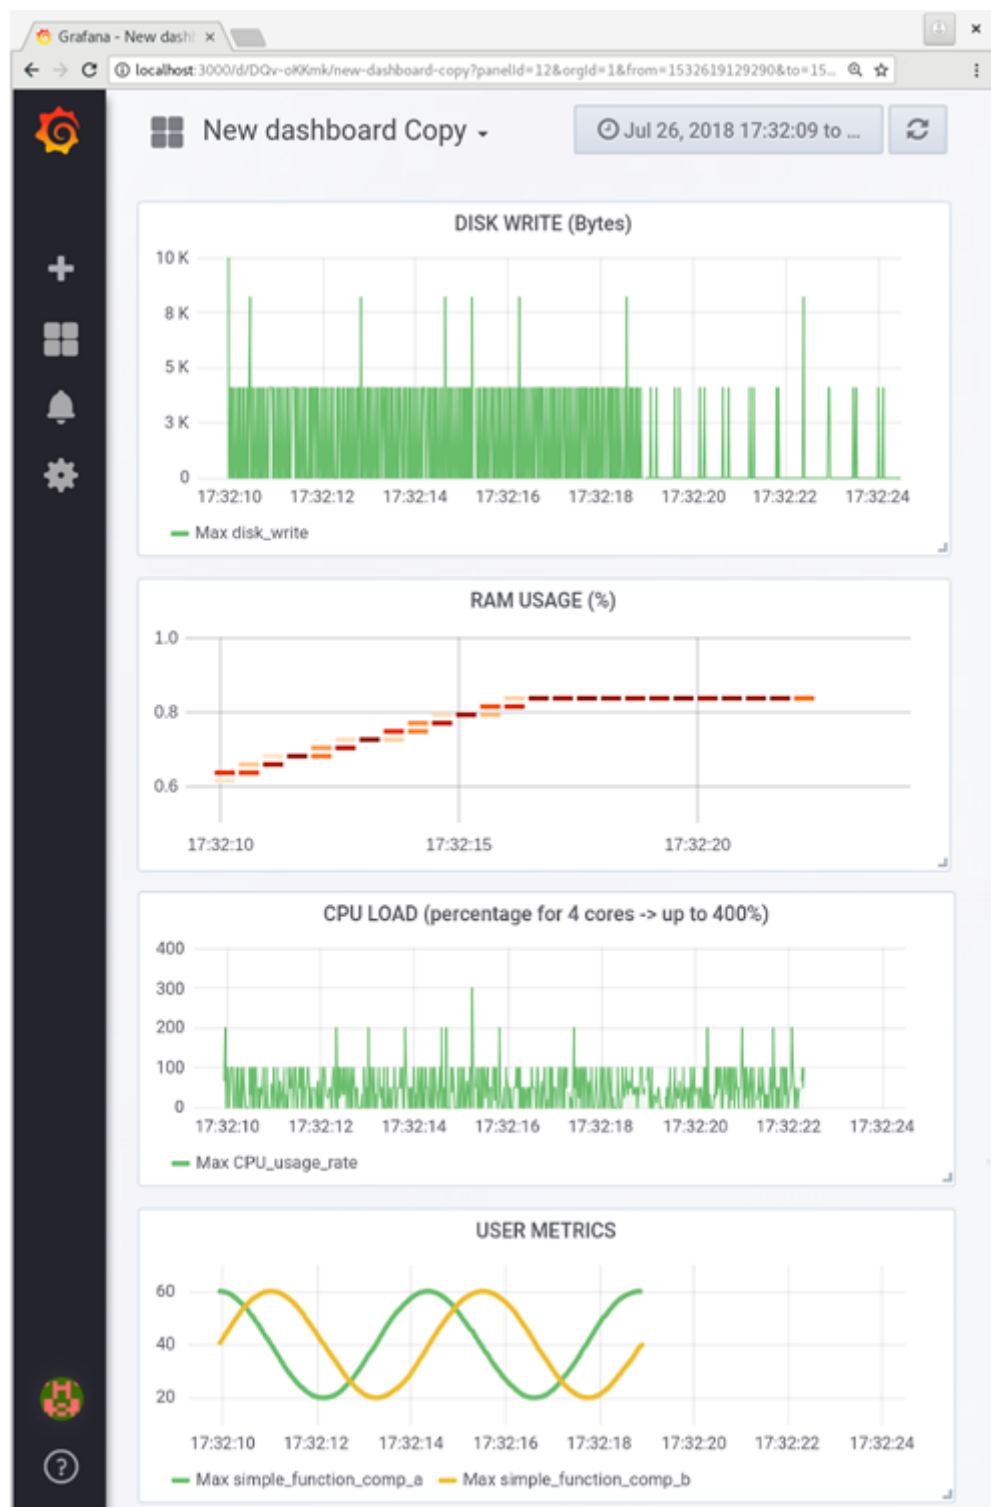 Grafana - New dash
localhost:3000/d/DQv-oKKmk/new-dashboard-copy?panelId=12&orgId=1&from=1532619129290&to=15...
New dashboard Copy
Jul 26, 2018 17:32:09 to ...
DISK WRITE (Bytes)
10 K
8 K
5 K
3 K
0
17:32:10 17:32:12 17:32:14 17:32:16 17:32:18 17:32:20 17:32:22 17:32:24
Max disk_write
RAM USAGE (%)
1.0
0.8
0.6
17:32:10 17:32:15 17:32:20
CPU LOAD (percentage for 4 cores -> up to 400%)
400
300
200
100
0
17:32:10 17:32:12 17:32:14 17:32:16 17:32:18 17:32:20 17:32:22 17:32:24
Max CPU_usage_rate
USER METRICS
60
40
20
17:32:10 17:32:12 17:32:14 17:32:16 17:32:18 17:32:20 17:32:22 17:32:24
Max simple_function_comp_a Max simple_function_comp_b